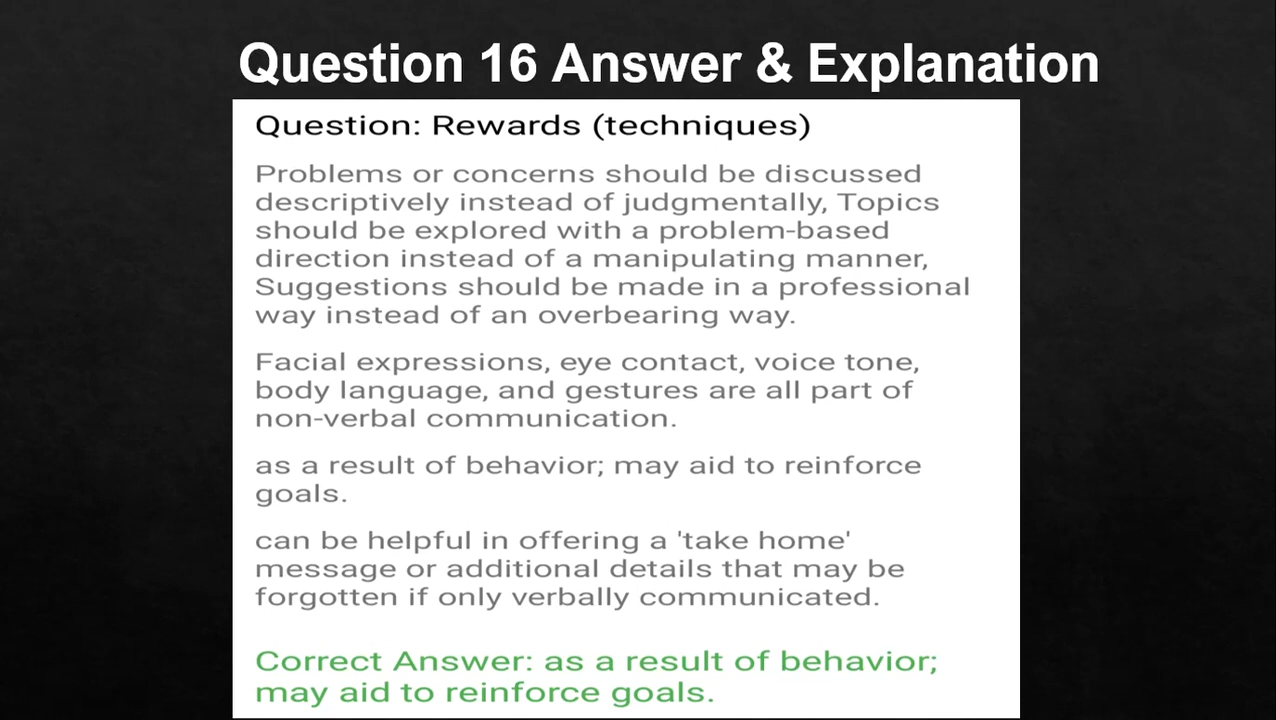 Question 16 Answer & Explanation
Question: Rewards (techniques)
Problems or concerns should be discussed
descriptively instead of judgmentally, Topics
should be explored with a problem-based
direction instead of a manipulating manner,
Suggestions should be made in a professional
way instead of an overbearing way.
Facial expressions, eye contact, voice tone,
body language, and gestures are all part of
non-verbal communication.
as a result of behavior; may aid to reinforce
goals.
can be helpful in offering a 'take home'
message or additional details that may be
forgotten if only verbally communicated.
Correct Answer: as a result of behavior;
may aid to reinforce goals.